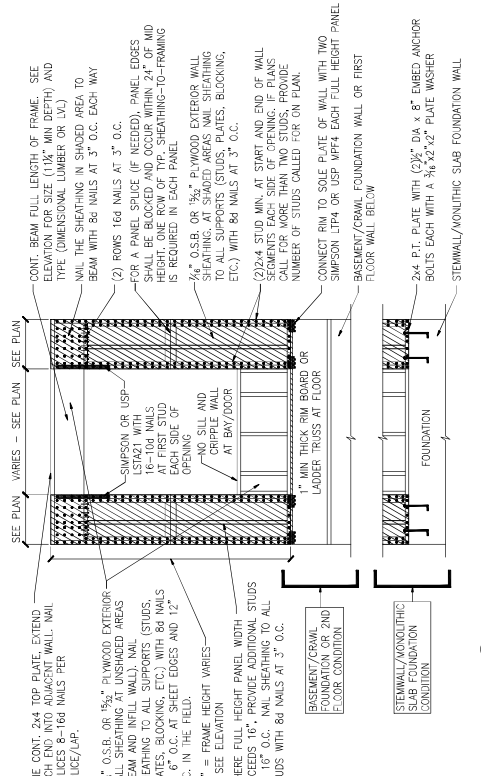 SEE PLAN
VARIES - SEE PLAN
SEE PLAN
NE CONT. 2x4 TOP PLATE, EXTEND
CH END INTO ADJACENT WALL. NAIL
PLICES 8-16d NAILS PER
LICE/LAP.
" O.S.B. OR 15/32" PLYWOOD EXTERIOR
ALL SHEATHING AT UNSHADED AREAS
EAM AND INFILL WALL). NAIL
EATHING TO ALL SUPPORTS (STUDS,
ATES, BLOCKING, ETC.) WITH 8d NAILS
6" O.C. AT SHEET EDGES AND 12"
C. IN THE FIELD.
" = FRAME HEIGHT VARIES
SEE ELEVATION
HERE FULL HEIGHT PANEL WIDTH
CEEDS 16", PROVIDE ADDITIONAL STUDS
16" O.C. NAIL SHEATHING TO ALL
UDS WITH 8d NAILS AT 3" O.C.
BASEMENT/CRAWL
FOUNDATION OR 2ND
FLOOR CONDITION
STEMWALL/MONOLITHIC
SLAB FOUNDATION
CONDITION
SIMPSON OR USP
LSTA21 WITH
16-10d NAILS
AT FIRST STUD
EACH SIDE OF
OPENING
NO SILL AND
CRIPPLE WALL
AT BAY/DOOR
1" MIN THICK RIM BOARD OR
LADDER TRUSS AT FLOOR
FOUNDATION
CONT. BEAM FULL LENGTH OF FRAME. SEE
ELEVATION FOR SIZE (11¼" MIN DEPTH) AND
TYPE (DIMENSIONAL LUMBER OR LVL)
NAIL THE SHEATHING IN SHADED AREA TO
BEAM WITH 8d NAILS AT 3" O.C. EACH WAY
(2) ROWS 16d NAILS AT 3" O.C.
FOR A PANEL SPLICE (IF NEEDED), PANEL EDGES
SHALL BE BLOCKED AND OCCUR WITHIN 24" OF MID
HEIGHT. ONE ROW OF TYP. SHEATHING-TO-FRAMING
IS REQUIRED IN EACH PANEL
7/16" O.S.B. OR 15/32" PLYWOOD EXTERIOR WALL
SHEATHING, AT SHADED AREAS NAIL SHEATHING
TO ALL SUPPORTS (STUDS, PLATES, BLOCKING,
ETC.) WITH 8d NAILS AT 3" O.C.
(2)2x4 STUD MIN. AT START AND END OF WALL
SEGMENTS EACH SIDE OF OPENING. IF PLANS
CALL FOR MORE THAN TWO STUDS, PROVIDE
NUMBER OF STUDS CALLED FOR ON PLAN.
CONNECT RIM TO SOLE PLATE OF WALL WITH TWO
SIMPSON LTP4 OR USP MPF4 EACH FULL HEIGHT PANEL
BASEMENT/CRAWL FOUNDATION WALL OR FIRST
FLOOR WALL BELOW
2x4 P.T. PLATE WITH (2)½" DIA x 8" EMBED ANCHOR
BOLTS EACH WITH A 3/16"x2"x2" PLATE WASHER
STEMWALL/MONOLITHIC SLAB FOUNDATION WALL